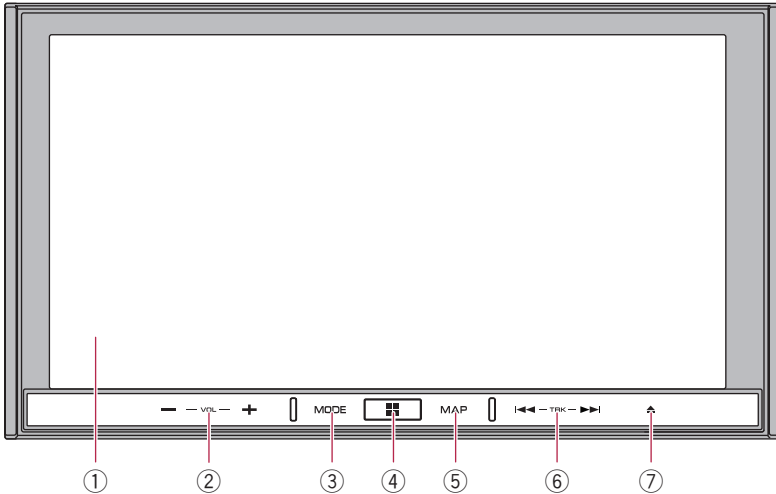 — VOL — MODE MAP — TRK —
① ② ③ ④ ⑤ ⑥ ⑦